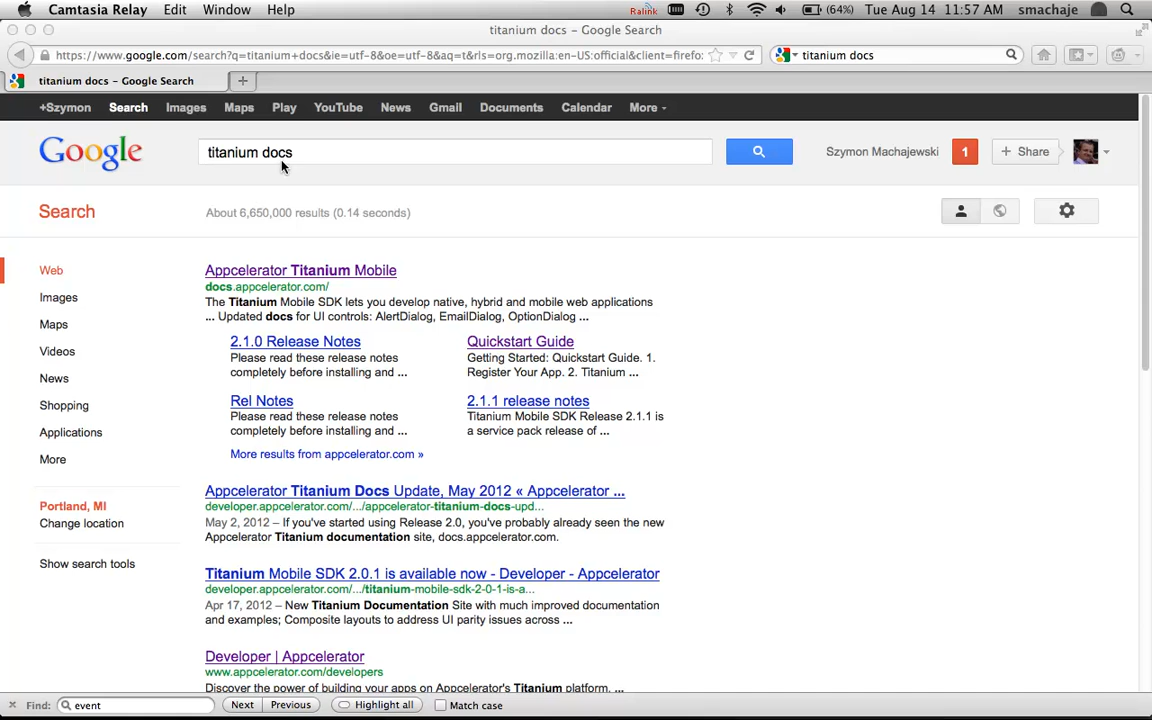 Camtasia Relay Edit Window Help Ralink (64%) Tue Aug 14 11:57 AM smachaje
titanium docs - Google Search
https://www.google.com/search?q=titanium+docs&ie=utf-8&oe=utf-8&aq=t&rls=org.mozilla:en-US:official&client=firefo: titanium docs
titanium docs - Google Search
+Szymon Search Images Maps Play YouTube News Gmail Documents Calendar More
Google titanium docs Szymon Machajewski 1 + Share
Search About 6,650,000 results (0.14 seconds)
Web
Images
Maps
Videos
News
Shopping
Applications
More
Portland, MI
Change location
Show search tools
Appcelerator Titanium Mobile
docs.appcelerator.com/
The Titanium Mobile SDK lets you develop native, hybrid and mobile web applications
... Updated docs for UI controls: AlertDialog, EmailDialog, OptionDialog ...
2.1.0 Release Notes
Please read these release notes
completely before installing and ...
Quickstart Guide
Getting Started: Quickstart Guide. 1.
Register Your App. 2. Titanium ...
Rel Notes
Please read these release notes
completely before installing and ...
2.1.1 release notes
Titanium Mobile SDK Release 2.1.1 is
a service pack release of ...
More results from appcelerator.com »
Appcelerator Titanium Docs Update, May 2012 « Appcelerator ...
developer.appcelerator.com/.../appcelerator-titanium-docs-upd...
May 2, 2012 – If you've started using Release 2.0, you've probably already seen the new
Appcelerator Titanium documentation site, docs.appcelerator.com.
Titanium Mobile SDK 2.0.1 is available now - Developer - Appcelerator
developer.appcelerator.com/.../titanium-mobile-sdk-2-0-1-is-a...
Apr 17, 2012 – New Titanium Documentation Site with much improved documentation
and examples; Composite layouts to address UI parity issues across ...
Developer | Appcelerator
www.appcelerator.com/developers
Discover the power of building your apps on Appcelerator's Titanium platform. ...
Find: event Next Previous Highlight all Match case